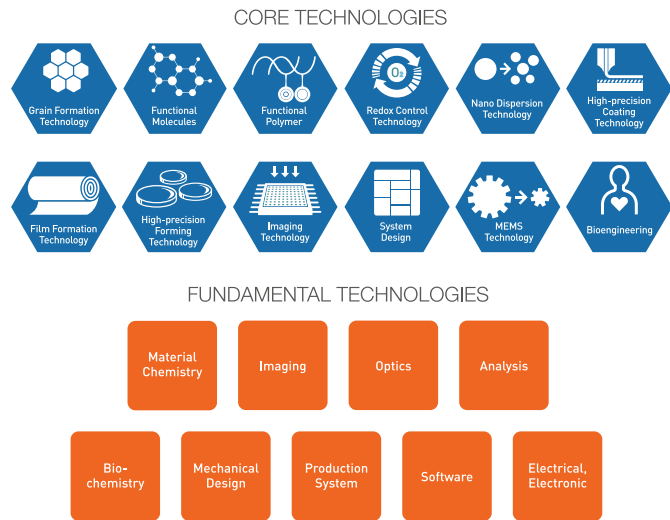 CORE TECHNOLOGIES
Grain Formation
Technology
Functional
Molecules
Functional
Polymer
O₂
Redox Control
Technology
Nano Dispersion
Technology
High-precision
Coating
Technology
Film Formation
Technology
High-precision
Forming
Technology
Imaging
Technology
System
Design
MEMS
Technology
Bioengineering
FUNDAMENTAL TECHNOLOGIES
Material
Chemistry
Imaging
Optics
Analysis
Bio-
chemistry
Mechanical
Design
Production
System
Software
Electrical,
Electronic